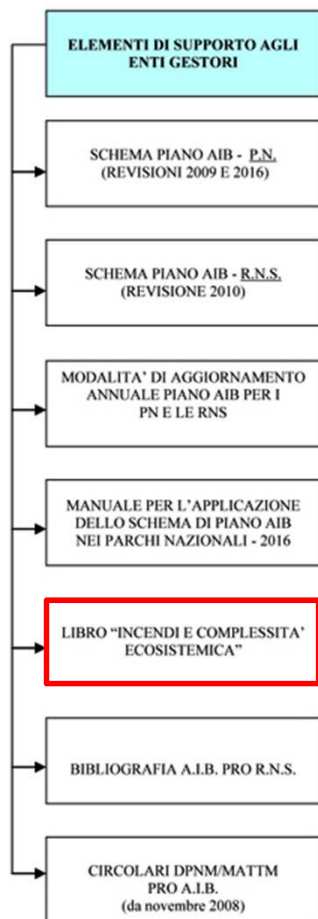 ELEMENTI DI SUPPORTO AGLI
ENTI GESTORI
SCHEMA PIANO AIB - P.N.
(REVISIONI 2009 E 2016)
SCHEMA PIANO AIB - R.N.S.
(REVISIONE 2010)
MODALITA' DI AGGIORNAMENTO
ANNUALE PIANO AIB PER I
PN E LE RNS
MANUALE PER L'APPLICAZIONE
DELLO SCHEMA DI PIANO AIB
NEI PARCHI NAZIONALI - 2016
LIBRO “INCENDI E COMPLESSITA'
ECOSISTEMICA”
BIBLIOGRAFIA A.I.B. PRO R.N.S.
CIRCOLARI DPNM/MATTM
PRO A.I.B.
(da novembre 2008)